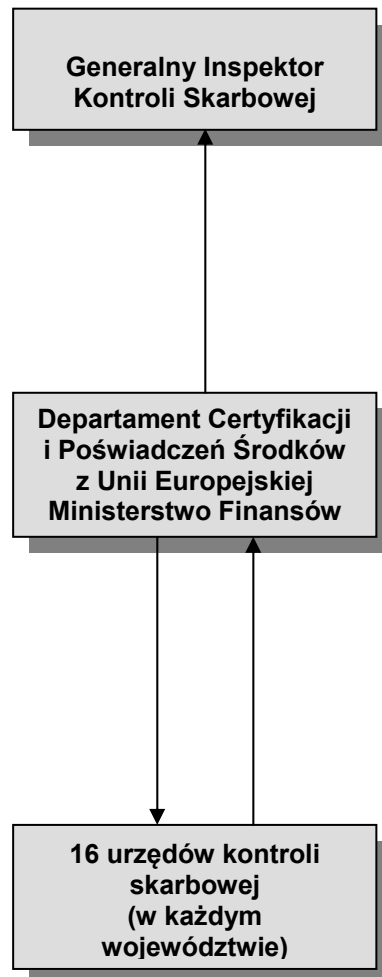 Generalny Inspektor
Kontroli Skarbowej
Departament Certyfikacji
i Poświadczeń Środków
z Unii Europejskiej
Ministerstwo Finansów
16 urzędów kontroli
skarbowej
(w każdym
województwie)